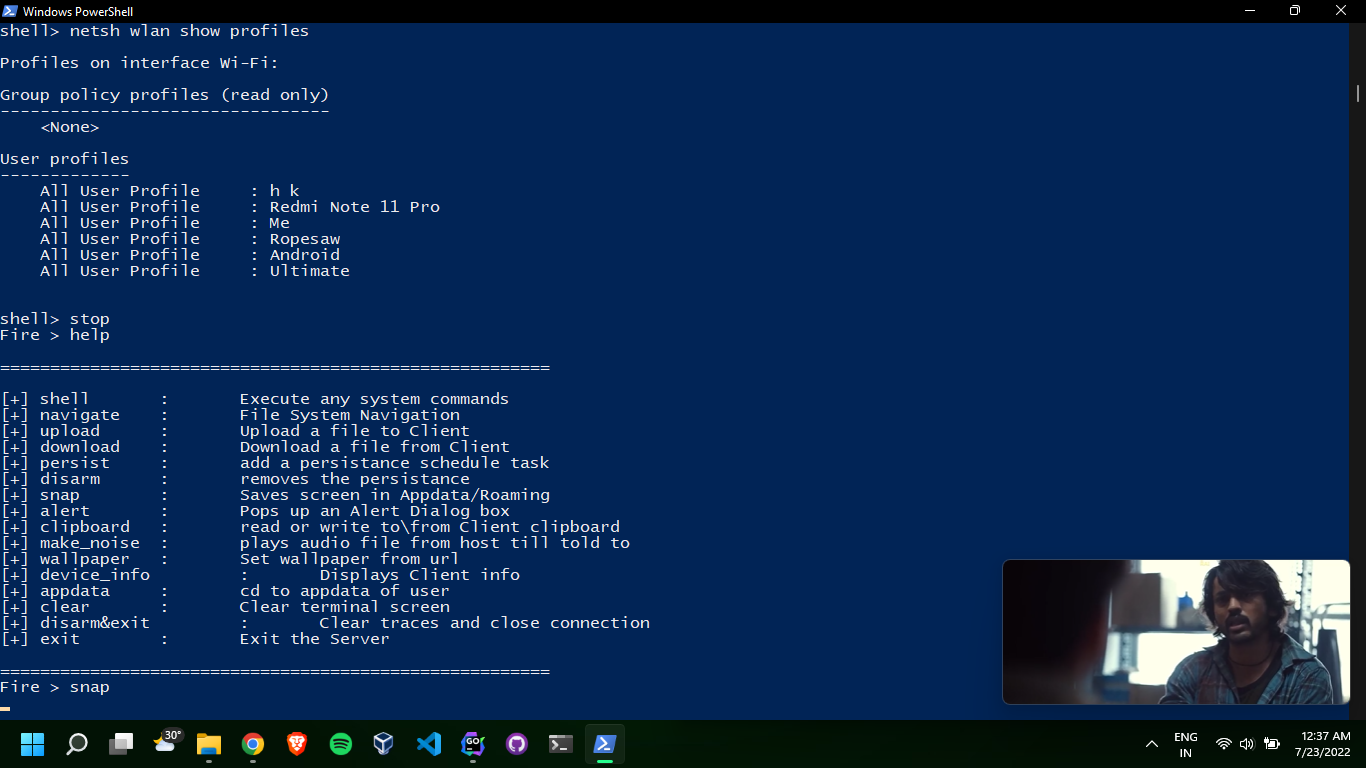 Windows PowerShell
shell> netsh wlan show profiles
Profiles on interface Wi-Fi:
Group policy profiles (read only)
---------------------------------
<None>
User profiles
-------------
All User Profile     : h k
All User Profile     : Redmi Note 11 Pro
All User Profile     : Me
All User Profile     : Ropesaw
All User Profile     : Android
All User Profile     : Ultimate
shell> stop
Fire > help
=======================================================
[+] shell       :       Execute any system commands
[+] navigate    :       File System Navigation
[+] upload      :       Upload a file to Client
[+] download    :       Download a file from Client
[+] persist     :       add a persistance schedule task
[+] disarm      :       removes the persistance
[+] snap        :       Saves screen in Appdata/Roaming
[+] alert       :       Pops up an Alert Dialog box
[+] clipboard   :       read or write to\from Client clipboard
[+] make_noise  :       plays audio file from host till told to
[+] wallpaper   :       Set wallpaper from url
[+] device_info         :       Displays Client info
[+] appdata     :       cd to appdata of user
[+] clear       :       Clear terminal screen
[+] disarm&exit         :       Clear traces and close connection
[+] exit        :       Exit the Server
=======================================================
Fire > snap
30°
GO
ENG
IN
12:37 AM
7/23/2022